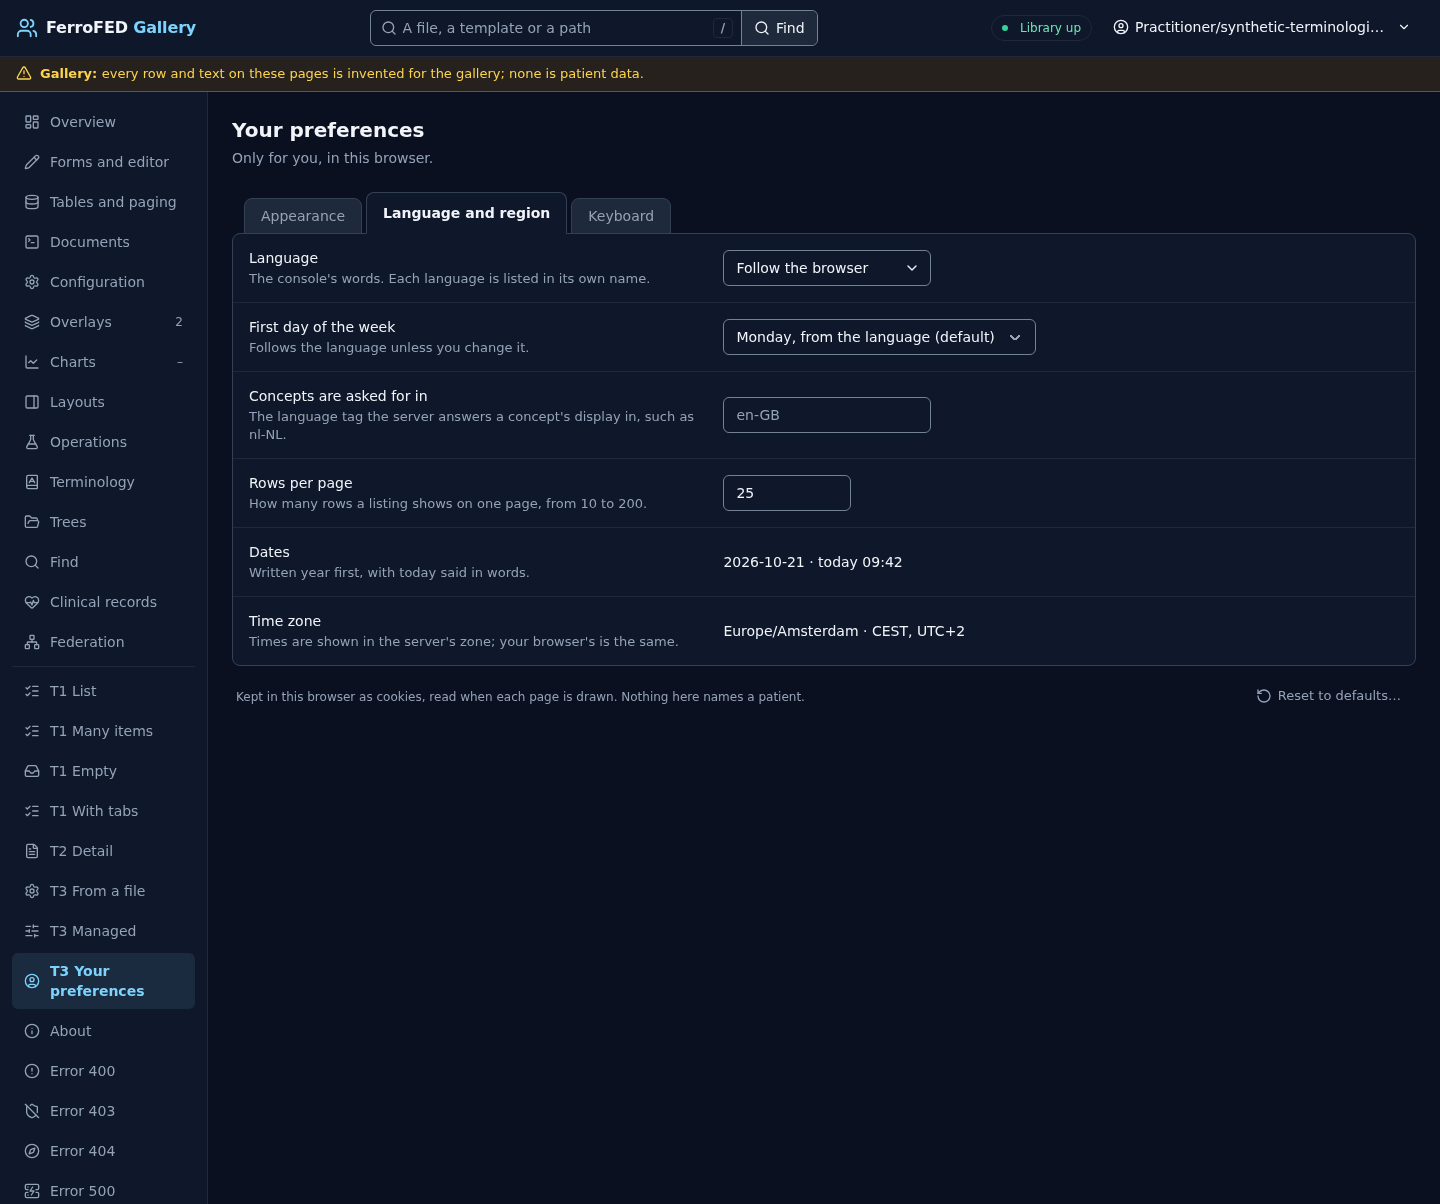 FerroFED Gallery
A file, a template or a path
/
Find
Library up
Practitioner/synthetic-terminologi…
Gallery: every row and text on these pages is invented for the gallery; none is patient data.
Overview
Forms and editor
Tables and paging
Documents
Configuration
Overlays 2
Charts –
Layouts
Operations
Terminology
Trees
Find
Clinical records
Federation
T1 List
T1 Many items
T1 Empty
T1 With tabs
T2 Detail
T3 From a file
T3 Managed
T3 Your
preferences
About
Error 400
Error 403
Error 404
Error 500
Your preferences
Only for you, in this browser.
Appearance
Language and region
Keyboard
Language
The console's words. Each language is listed in its own name.
Follow the browser
First day of the week
Follows the language unless you change it.
Monday, from the language (default)
Concepts are asked for in
The language tag the server answers a concept's display in, such as
nl-NL.
en-GB
Rows per page
How many rows a listing shows on one page, from 10 to 200.
25
Dates
Written year first, with today said in words.
2026-10-21 · today 09:42
Time zone
Times are shown in the server's zone; your browser's is the same.
Europe/Amsterdam · CEST, UTC+2
Kept in this browser as cookies, read when each page is drawn. Nothing here names a patient.
Reset to defaults…